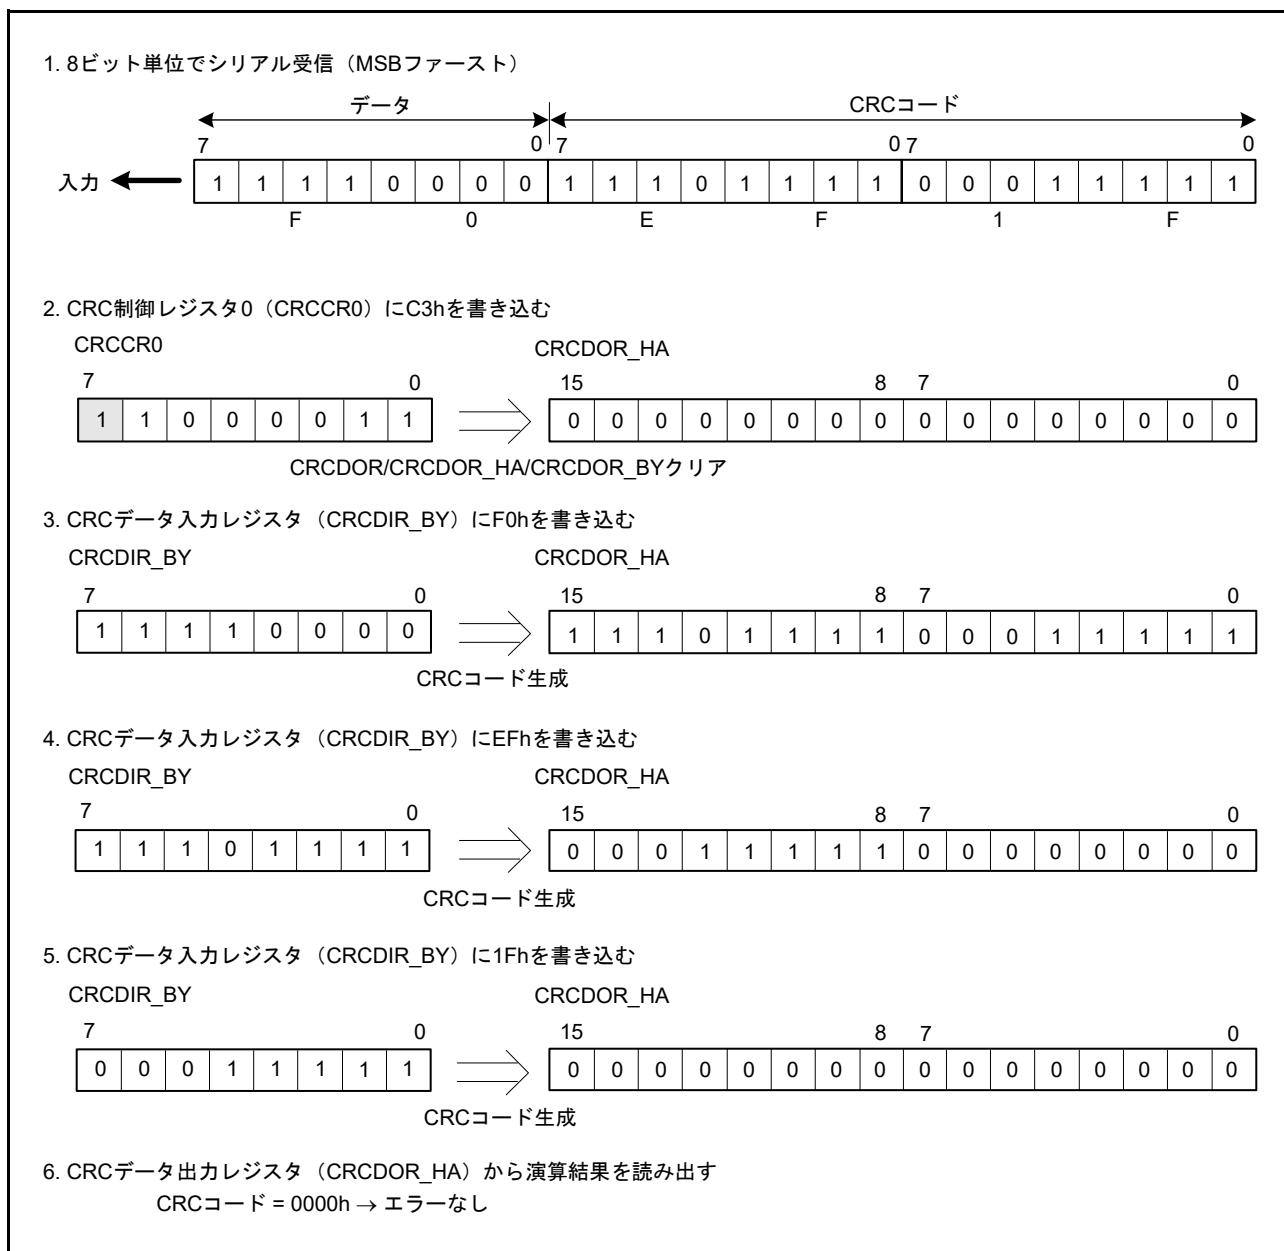 1. 8ビット単位でシリアル受信（MSBファースト）
データ CRCコード
7 0 7 0 7 0
入力 1 1 1 1 0 0 0 0 1 1 1 0 1 1 1 1 0 0 0 1 1 1 1 1
F 0 E F 1 F
2. CRC制御レジスタ0（CRCCR0）にC3hを書き込む
CRCCR0 CRCDOR_HA
7 0 15 8 7 0
1 1 0 0 0 0 1 1 0 0 0 0 0 0 0 0 0 0 0 0 0 0 0 0
CRCDOR/CRCDOR_HA/CRCDOR_BYクリア
3. CRCデータ入力レジスタ（CRCDIR_BY）にF0hを書き込む
CRCDIR_BY CRCDOR_HA
7 0 15 8 7 0
1 1 1 1 0 0 0 0 1 1 1 0 1 1 1 1 0 0 0 1 1 1 1 1
CRCコード生成
4. CRCデータ入力レジスタ（CRCDIR_BY）にEFhを書き込む
CRCDIR_BY CRCDOR_HA
7 0 15 8 7 0
1 1 1 0 1 1 1 1 0 0 0 1 1 1 1 1 0 0 0 0 0 0 0 0
CRCコード生成
5. CRCデータ入力レジスタ（CRCDIR_BY）に1Fhを書き込む
CRCDIR_BY CRCDOR_HA
7 0 15 8 7 0
0 0 0 1 1 1 1 1 0 0 0 0 0 0 0 0 0 0 0 0 0 0 0 0
CRCコード生成
6. CRCデータ出力レジスタ（CRCDOR_HA）から演算結果を読み出す
CRCコード = 0000h → エラーなし